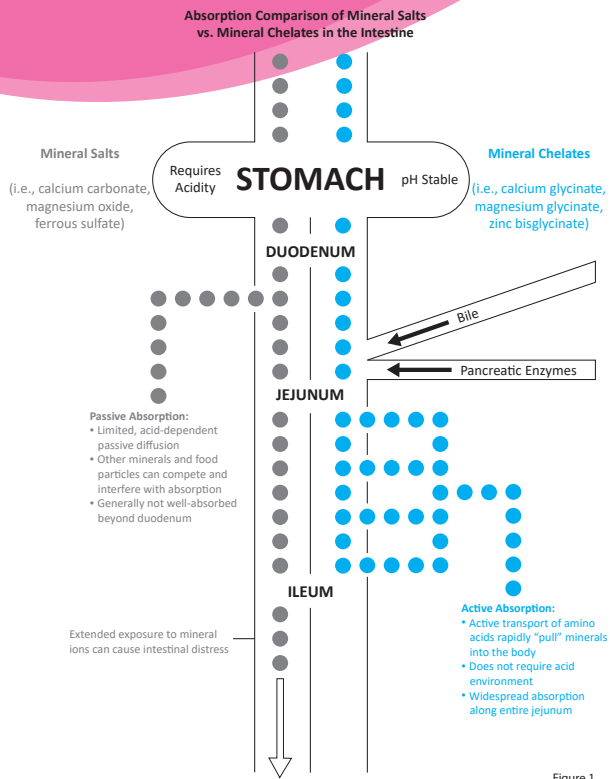 Absorption Comparison of Mineral Salts
vs. Mineral Chelates in the Intestine
Mineral Salts
(i.e., calcium carbonate,
magnesium oxide,
ferrous sulfate)
Requires
Acidity
STOMACH
pH Stable
Mineral Chelates
(i.e., calcium glycinate,
magnesium glycinate,
zinc bisglycinate)
DUODENUM
Bile
Pancreatic Enzymes
JEJUNUM
Passive Absorption:
• Limited, acid-dependent
passive diffusion
• Other minerals and food
particles can compete and
interfere with absorption
• Generally not well-absorbed
beyond duodenum
ILEUM
Active Absorption:
• Active transport of amino
acids rapidly “pull” minerals
into the body
• Does not require acid
environment
• Widespread absorption
along entire jejunum
Extended exposure to mineral
ions can cause intestinal distress
Figure 1